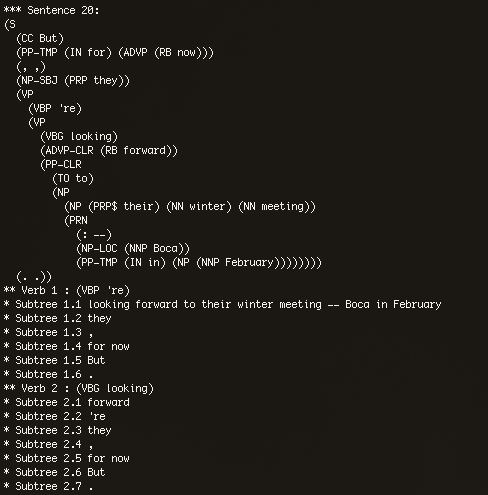 *** Sentence 20:
(S
  (CC But)
  (PP-TMP (IN for) (ADVP (RB now)))
  (, ,)
  (NP-SBJ (PRP they))
  (VP
    (VBP 're)
    (VP
      (VBG looking)
      (ADVP-CLR (RB forward))
      (PP-CLR
        (TO to)
        (NP
          (NP (PRP$ their) (NN winter) (NN meeting))
          (PRN
            (: --)
            (NP-LOC (NNP Boca))
            (PP-TMP (IN in) (NP (NNP February))))))))
  (. .))
** Verb 1 : (VBP 're)
* Subtree 1.1 looking forward to their winter meeting -- Boca in February
* Subtree 1.2 they
* Subtree 1.3 ,
* Subtree 1.4 for now
* Subtree 1.5 But
* Subtree 1.6 .
** Verb 2 : (VBG looking)
* Subtree 2.1 forward
* Subtree 2.2 're
* Subtree 2.3 they
* Subtree 2.4 ,
* Subtree 2.5 for now
* Subtree 2.6 But
* Subtree 2.7 .